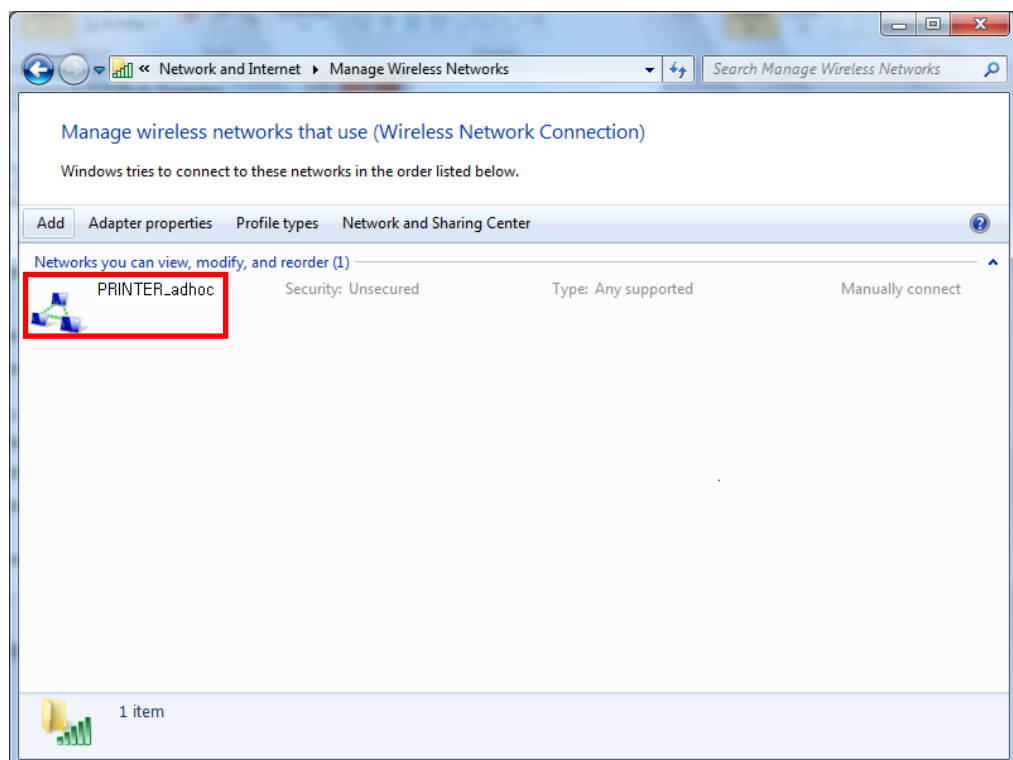 « Network and Internet ▸ Manage Wireless Networks
Search Manage Wireless Networks
Manage wireless networks that use (Wireless Network Connection)
Windows tries to connect to these networks in the order listed below.
Add Adapter properties Profile types Network and Sharing Center
Networks you can view, modify, and reorder (1)
PRINTER_adhoc Security: Unsecured Type: Any supported Manually connect
1 item